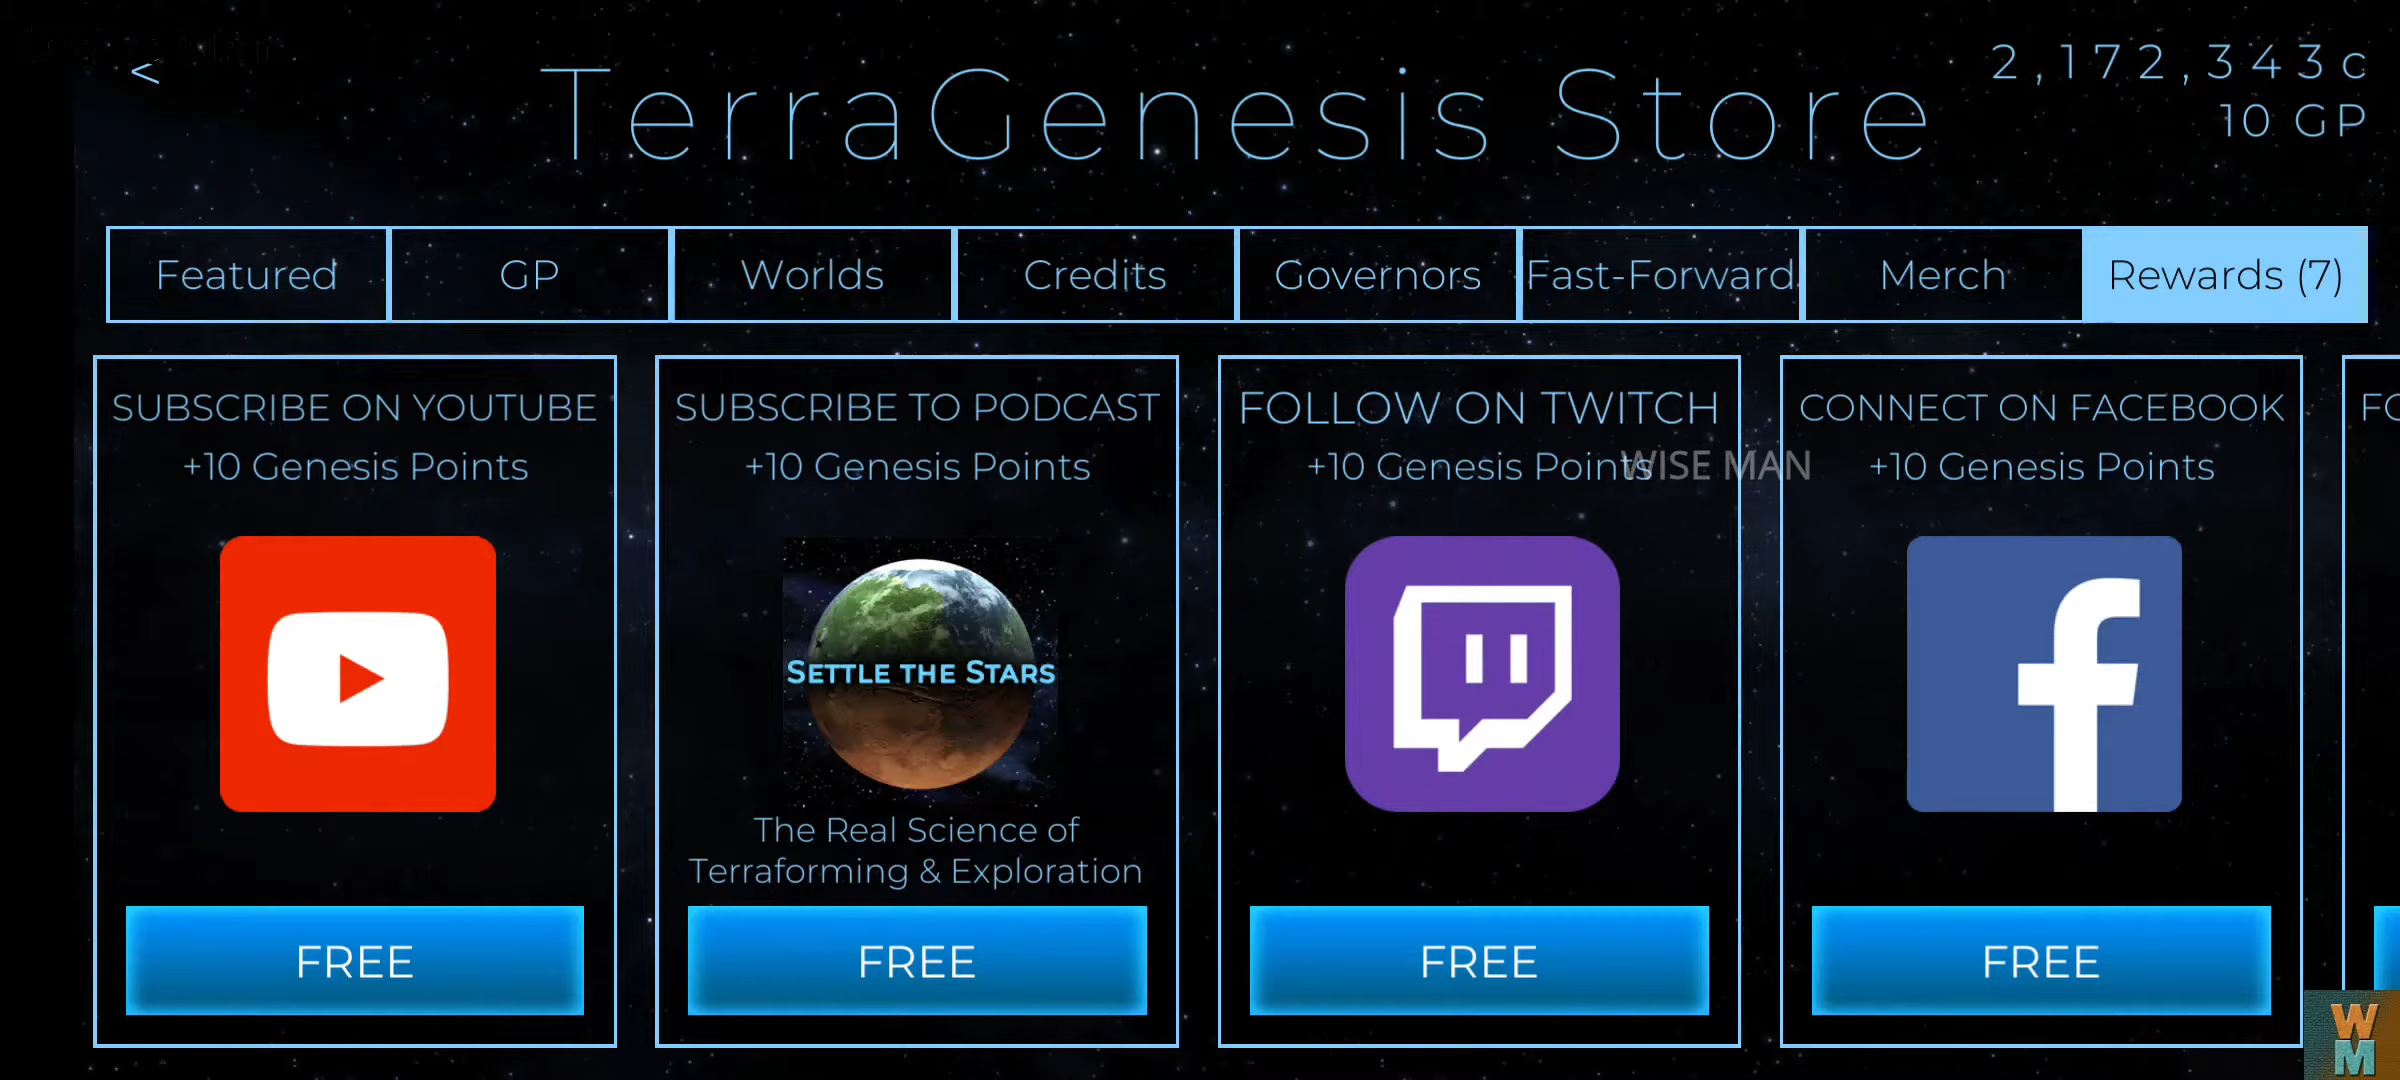 <
TerraGenesis Store
2,172,343c
10 GP
Featured
GP
Worlds
Credits
Governors
Fast-Forward
Merch
Rewards (7)
SUBSCRIBE ON YOUTUBE
+10 Genesis Points
FREE
SUBSCRIBE TO PODCAST
+10 Genesis Points
SETTLE THE STARS
The Real Science of
Terraforming & Exploration
FREE
FOLLOW ON TWITCH
+10 Genesis Points
WISE MAN
FREE
CONNECT ON FACEBOOK
+10 Genesis Points
FREE
W
M